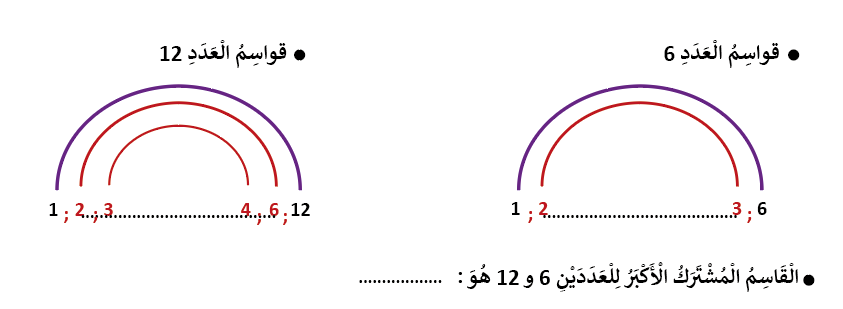 ● قواسِمُ الْعَدَدِ 6
● قواسِمُ الْعَدَدِ 12
1 ; 2 ........................................ 3 ; 6
1 ; 2 ; 3 ........................................ 4 ; 6 ; 12
● الْقَاسِمُ الْمُشْتَرَكُ الْأَكْبَرُ لِلْعَدَدَيْنِ 6 و 12 هُوَ : ..................